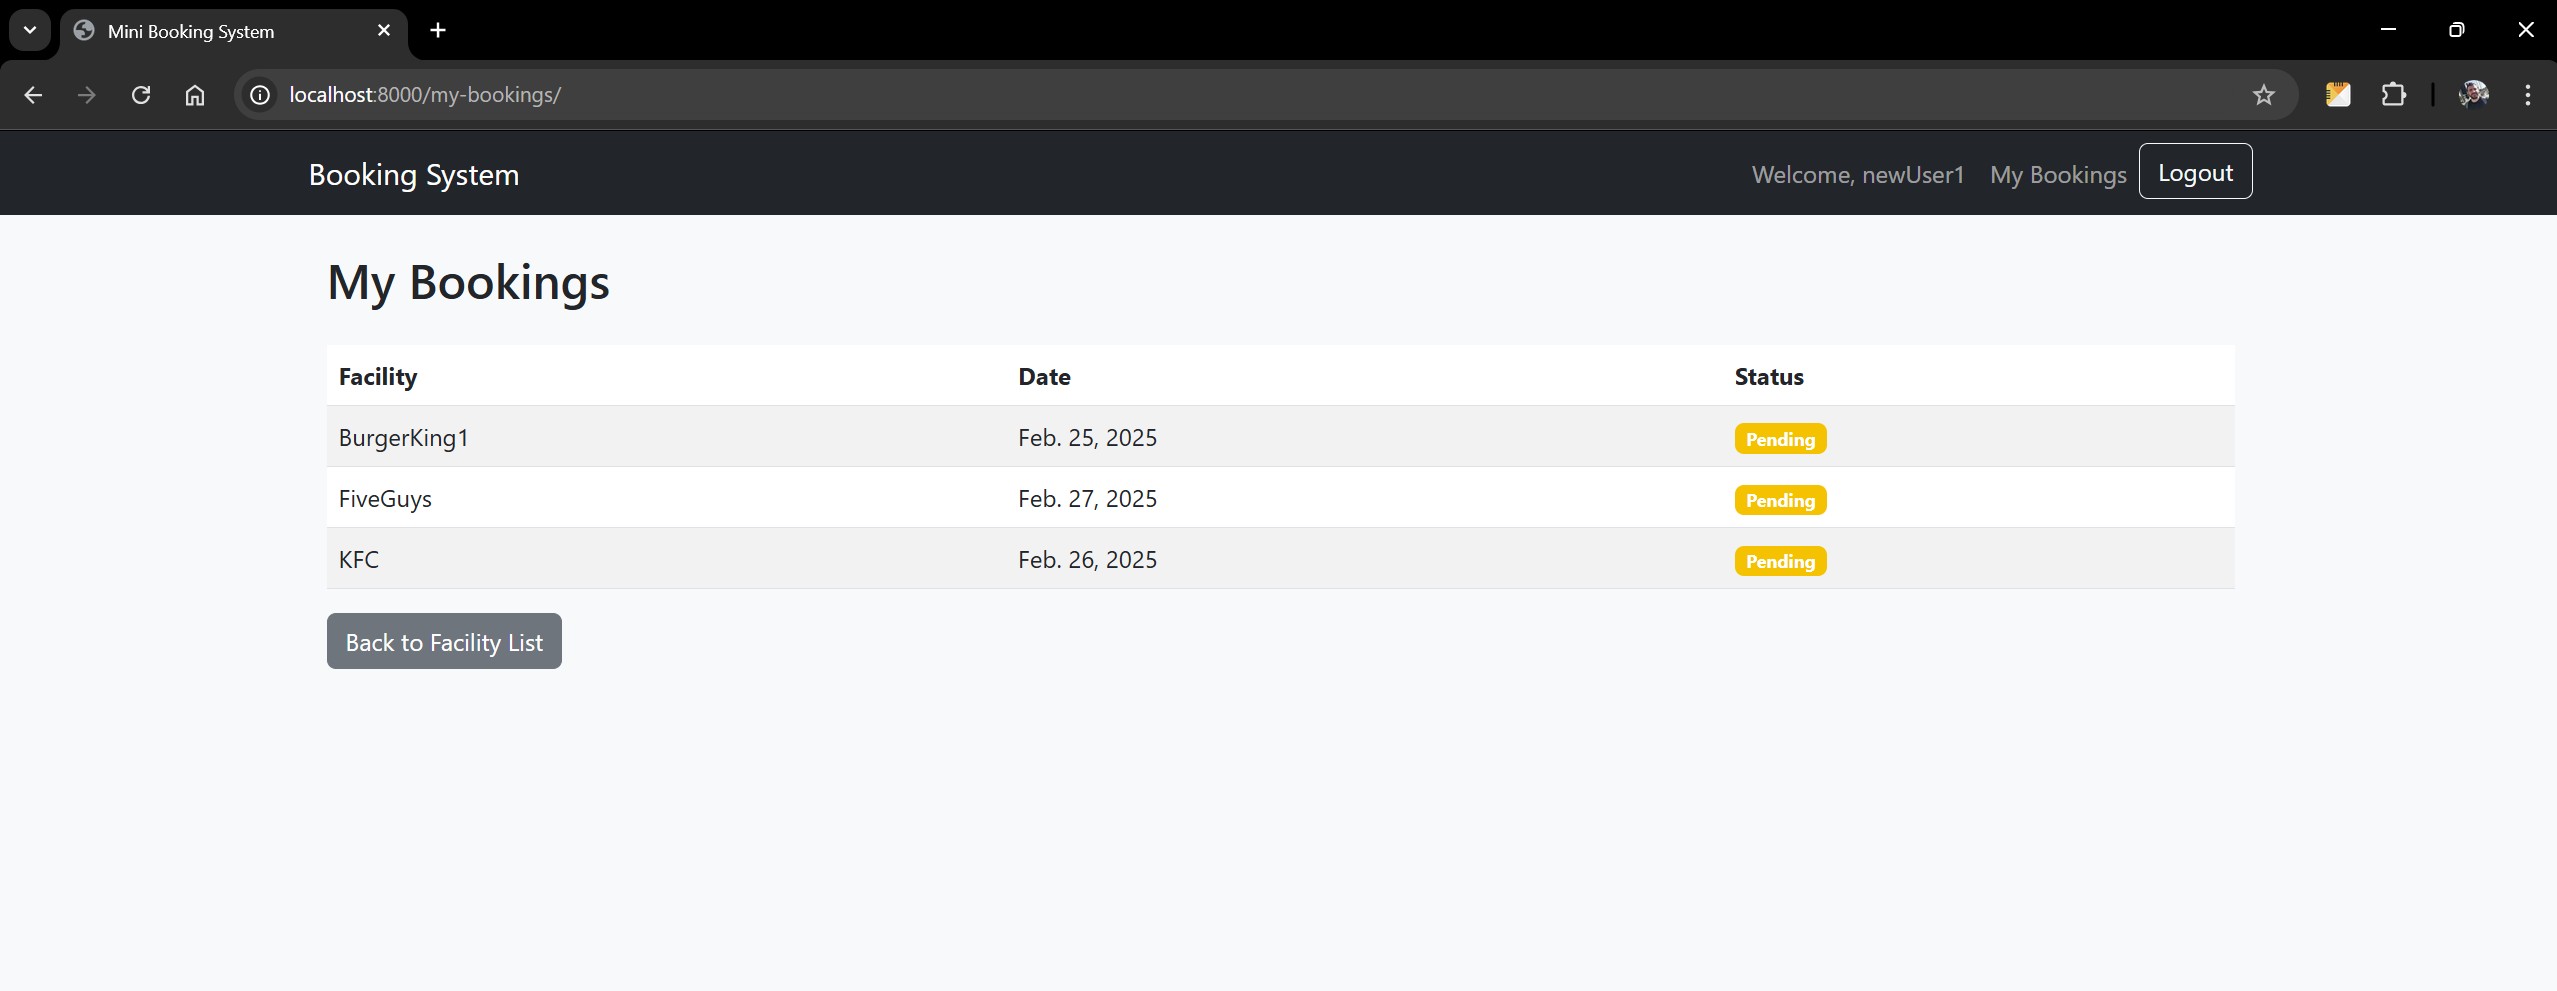 Mini Booking System
localhost:8000/my-bookings/
Booking System
Welcome, newUser1 My Bookings Logout
My Bookings
Facility Date Status
BurgerKing1 Feb. 25, 2025 Pending
FiveGuys Feb. 27, 2025 Pending
KFC Feb. 26, 2025 Pending
Back to Facility List